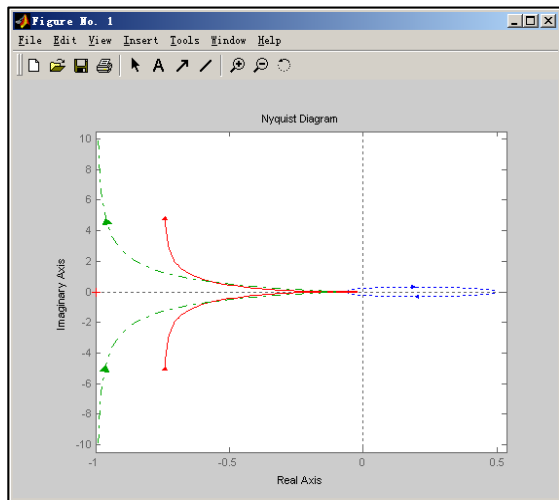 Figure No. 1
File Edit View Insert Tools Window Help
A
Nyquist Diagram
10
8
6
4
2
0
-2
-4
-6
-8
-10
Imaginary Axis
-1 -0.5 0 0.5
Real Axis